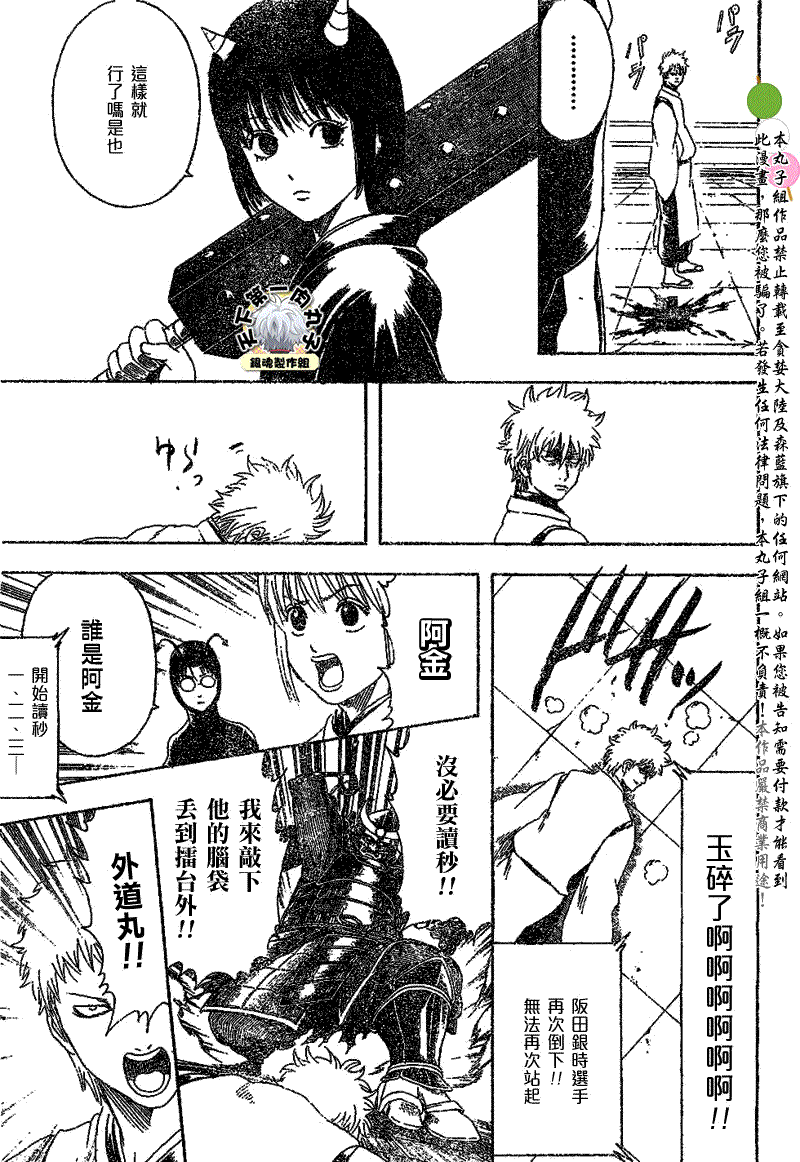 パラ
パラ
…………
這樣就
行了嗎是也
天下第一的
銀魂製作組
ゆら
玉碎了啊啊啊啊啊啊!!
阪田銀時選手
再次倒下!!
無法再次站起
阿金
誰是阿金
開始讀秒
一、二、三—
沒必要讀秒!!
我來敲下
他的腦袋
丟到擂台外!!
外道丸!!
本丸子組作品禁止轉載至貪婪大陸及森藍旗下的任何網站。如果您被告知需要付款才能看到
此漫畫,那麼您被騙了。若發生任何法律問題,本丸子組一概不負責!本作品嚴禁商業用途!